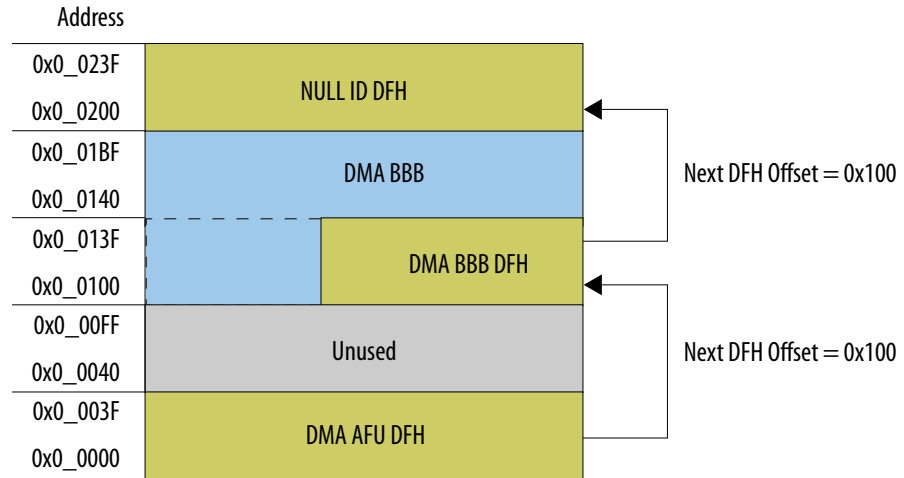 Address
0x0_023F
NULL ID DFH
0x0_0200
0x0_01BF
DMA BBB
Next DFH Offset = 0x100
0x0_0140
0x0_013F
DMA BBB DFH
0x0_0100
0x0_00FF
Unused
Next DFH Offset = 0x100
0x0_0040
0x0_003F
DMA AFU DFH
0x0_0000